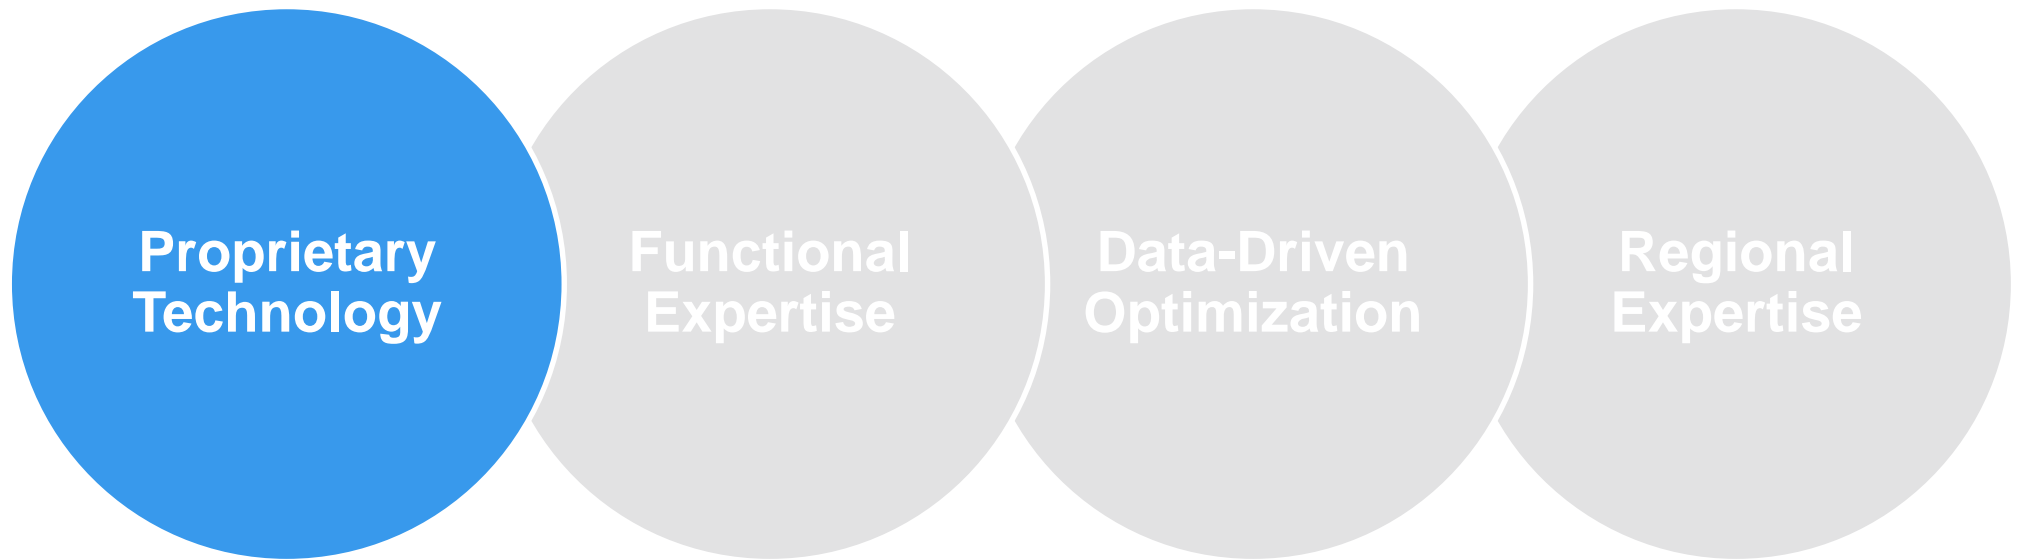 Proprietary
Technology
Functional
Expertise
Data-Driven
Optimization
Regional
Expertise